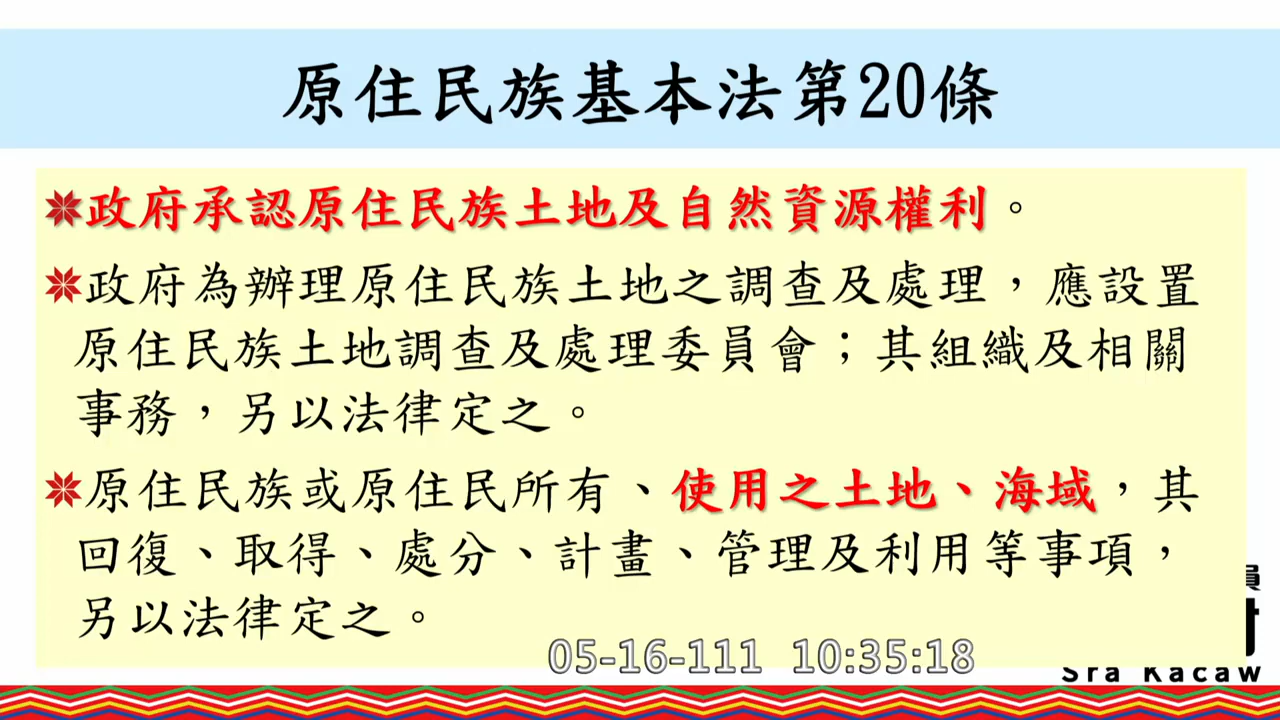 原住民族基本法第20條
政府承認原住民族土地及自然資源權利。
政府為辦理原住民族土地之調查及處理，應設置
原住民族土地調查及處理委員會；其組織及相關
事務，另以法律定之。
原住民族或原住民所有、使用之土地、海域，其
回復、取得、處分、計畫、管理及利用等事項，
另以法律定之。
05-16-111 10:35:18
Sra Kacaw